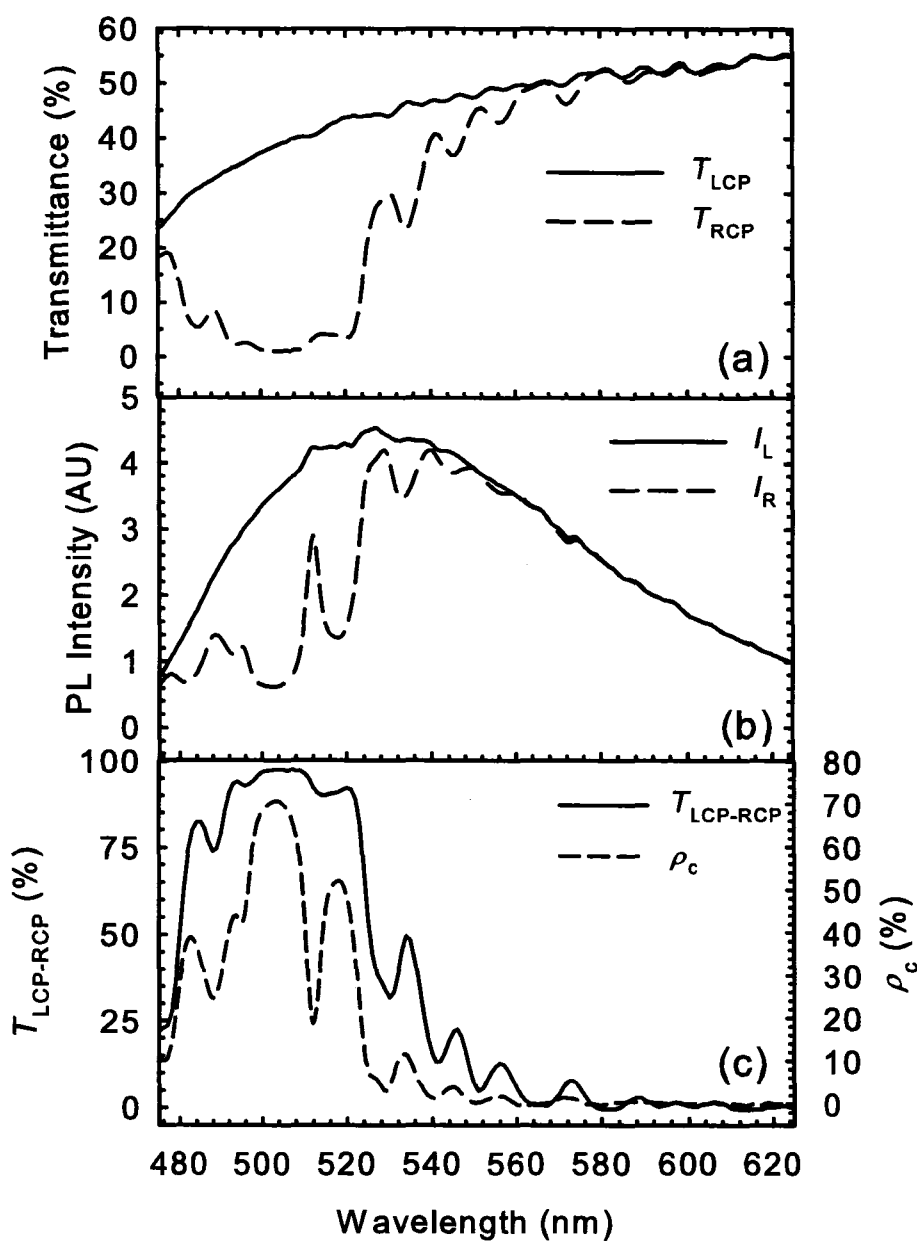 60
50
40
30
20
10
0
Transmittance (%)
T_LCP
T_RCP
(a)
5
4
3
2
1
0
PL Intensity (AU)
I_L
I_R
(b)
100
75
50
25
0
T_LCP-RCP (%)
T_LCP-RCP
ρ_c
(c)
80
70
60
50
40
30
20
10
0
ρ_c (%)
480 500 520 540 560 580 600 620
Wavelength (nm)